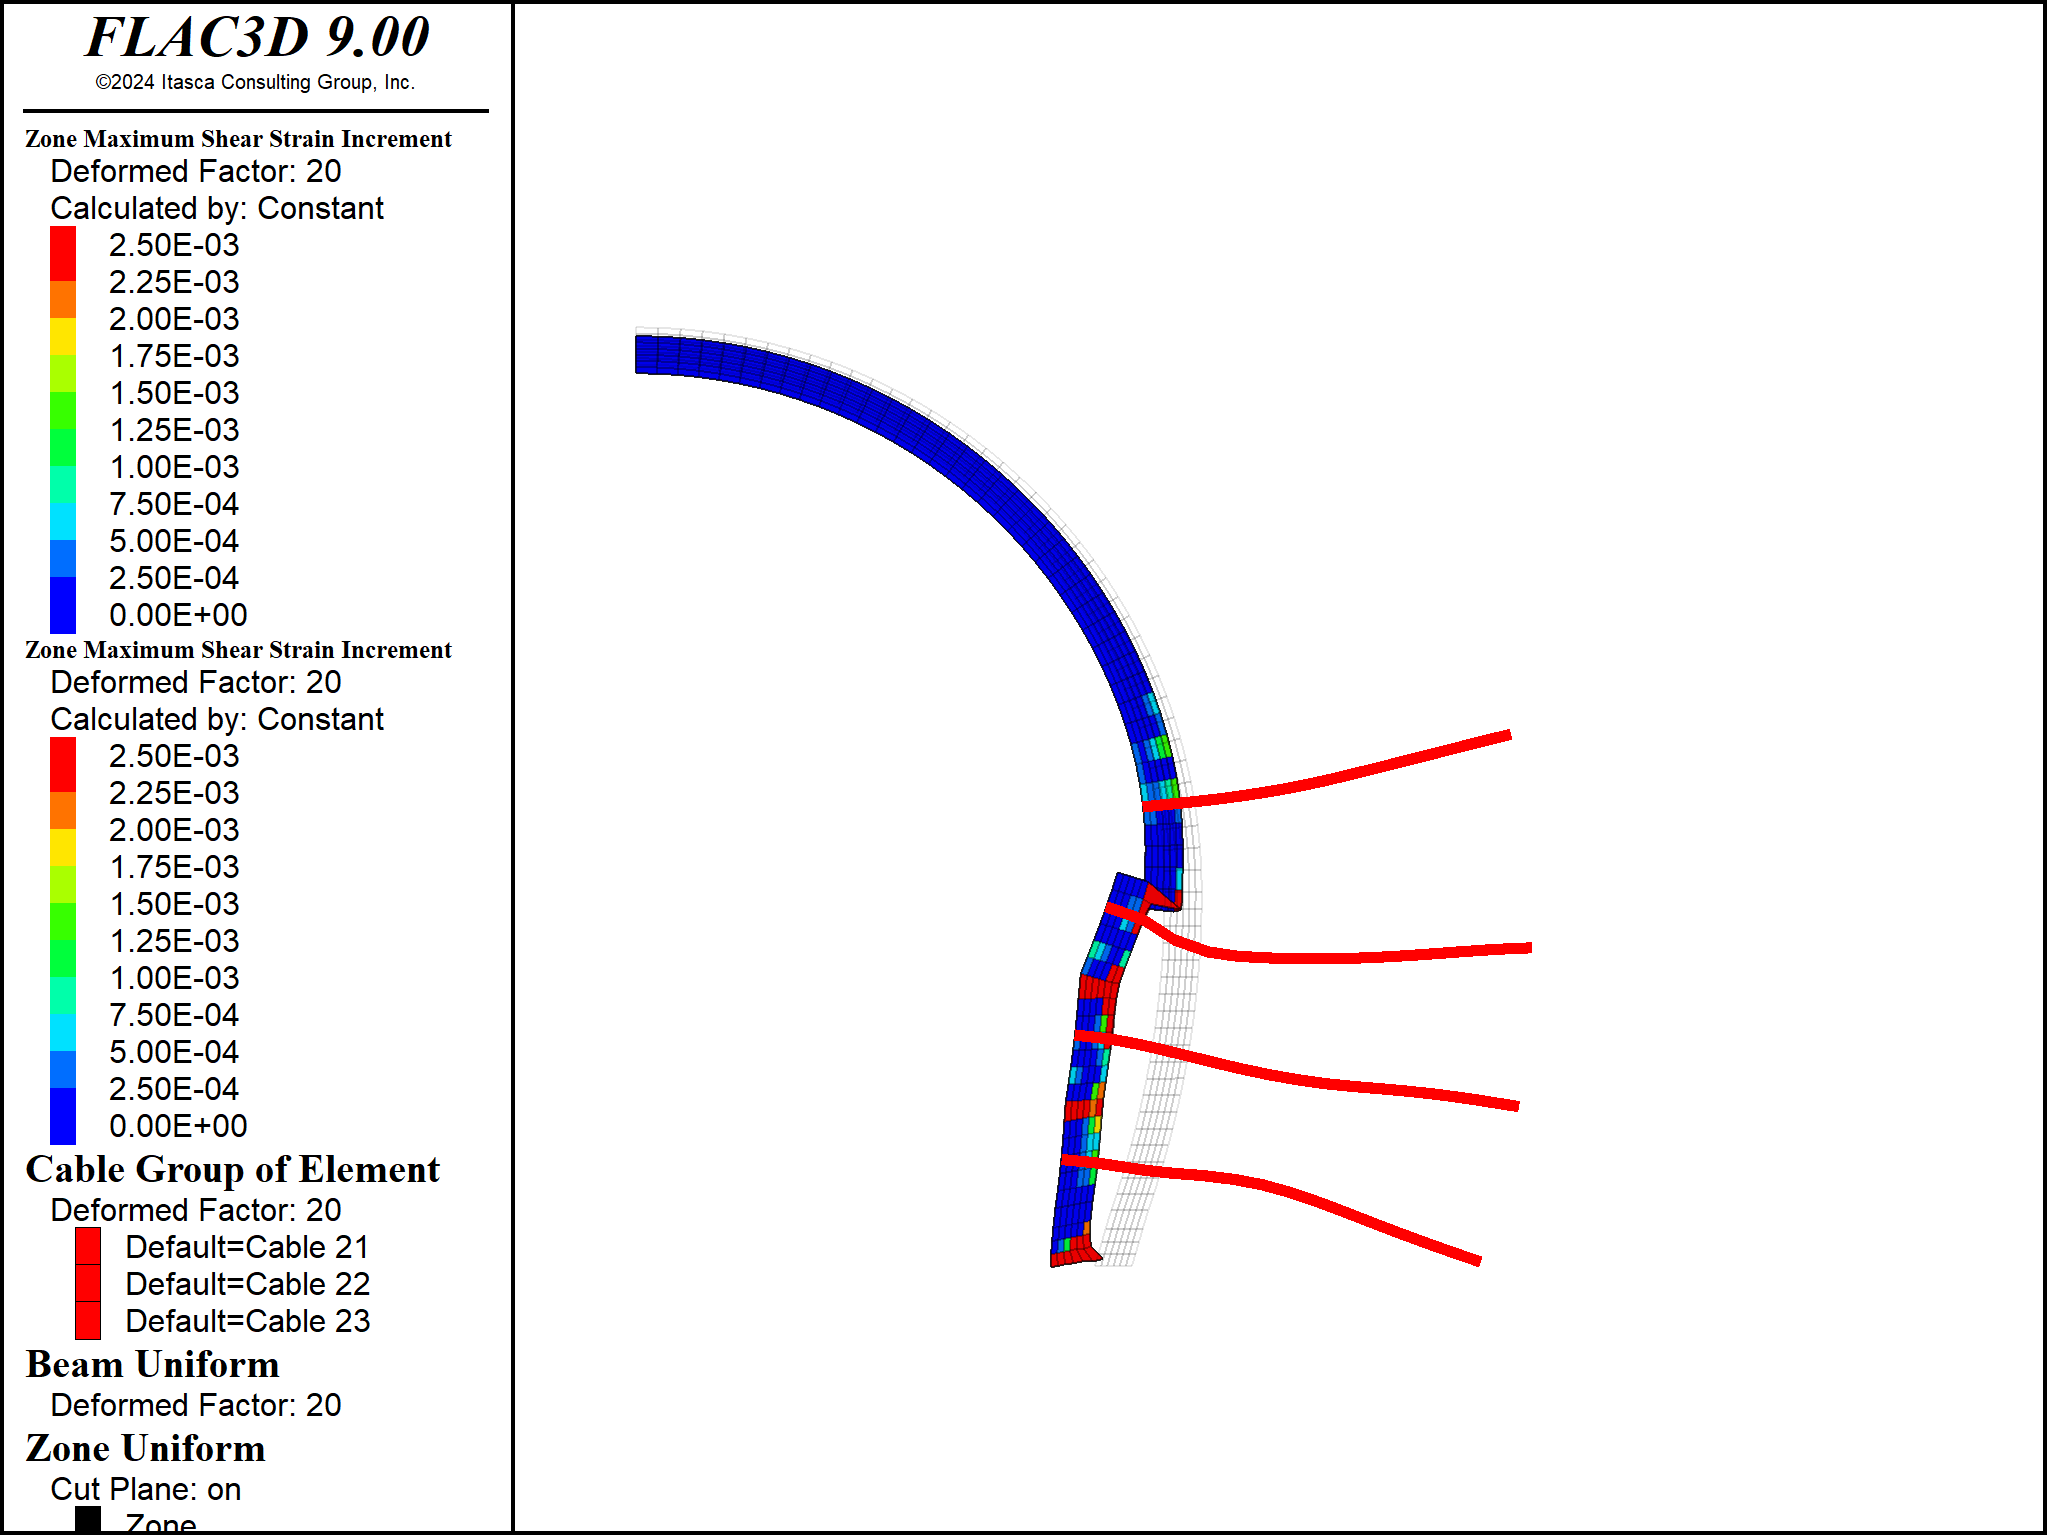 FLAC3D 9.00
©2024 Itasca Consulting Group, Inc.
Zone Maximum Shear Strain Increment
Deformed Factor: 20
Calculated by: Constant
2.50E-03
2.25E-03
2.00E-03
1.75E-03
1.50E-03
1.25E-03
1.00E-03
7.50E-04
5.00E-04
2.50E-04
0.00E+00
Zone Maximum Shear Strain Increment
Deformed Factor: 20
Calculated by: Constant
2.50E-03
2.25E-03
2.00E-03
1.75E-03
1.50E-03
1.25E-03
1.00E-03
7.50E-04
5.00E-04
2.50E-04
0.00E+00
Cable Group of Element
Deformed Factor: 20
Default=Cable 21
Default=Cable 22
Default=Cable 23
Beam Uniform
Deformed Factor: 20
Zone Uniform
Cut Plane: on
Zone